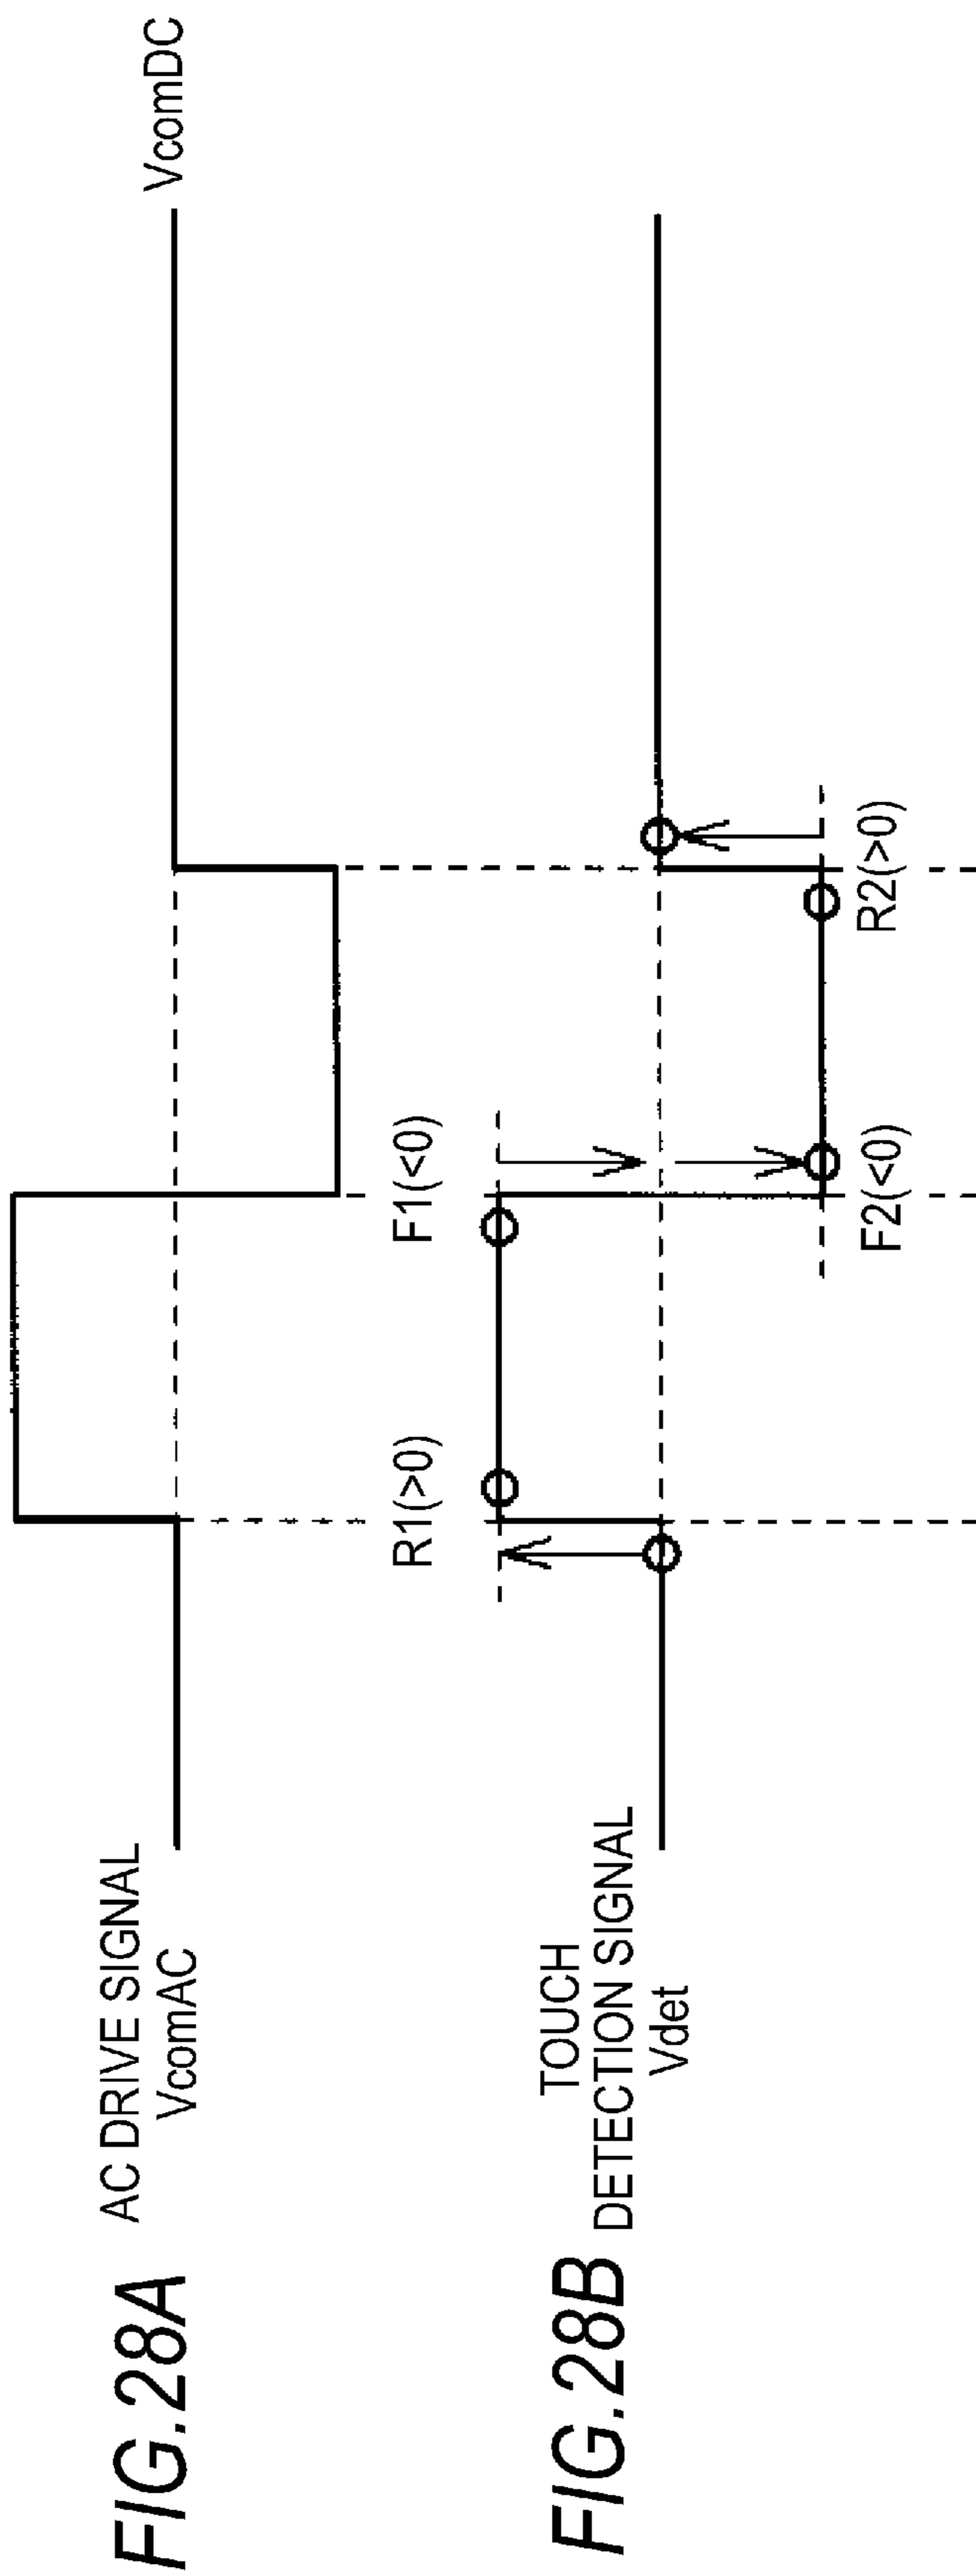 FIG.28A
AC DRIVE SIGNAL
VcomAC
VcomDC
R1(>0)
F1(<0)
FIG.28B
TOUCH
DETECTION SIGNAL
Vdet
F2(<0)
R2(>0)